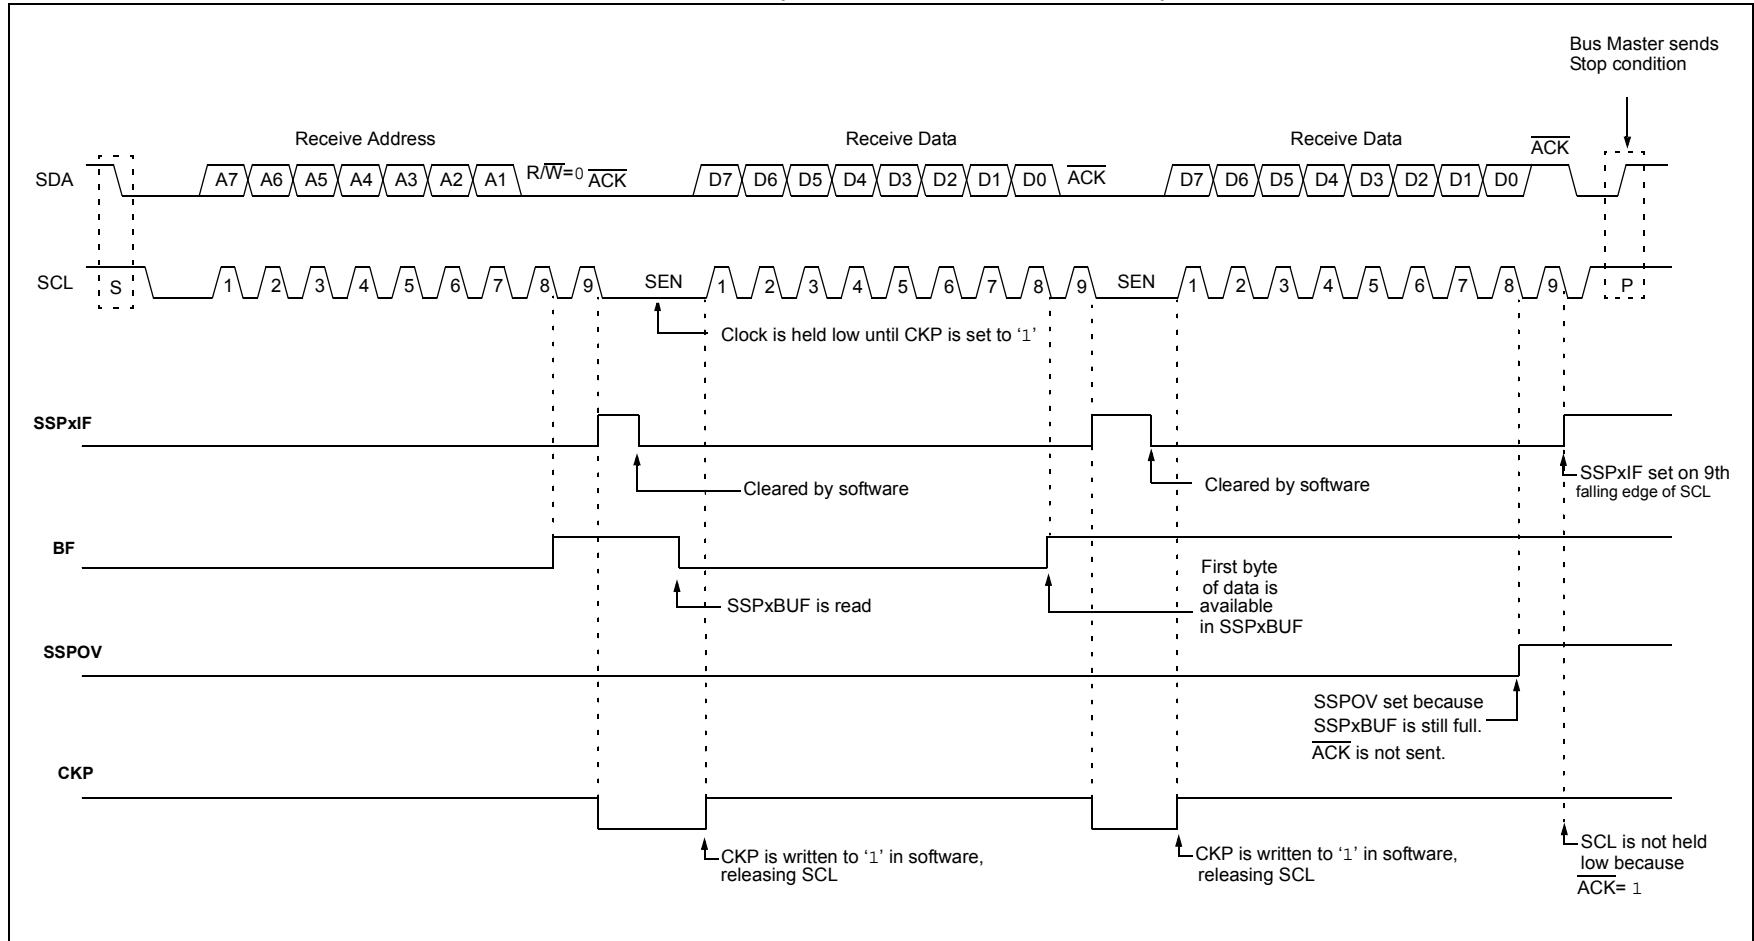 Bus Master sends
Stop condition
Receive Address
Receive Data
Receive Data
ACK
SDA
A7 A6 A5 A4 A3 A2 A1 R/W=0 ACK
D7 D6 D5 D4 D3 D2 D1 D0 ACK
D7 D6 D5 D4 D3 D2 D1 D0
SCL
S
1 2 3 4 5 6 7 8 9 SEN
1 2 3 4 5 6 7 8 9 SEN
1 2 3 4 5 6 7 8 9
P
Clock is held low until CKP is set to ‘1’
SSPxIF
Cleared by software
Cleared by software
SSPxIF set on 9th
falling edge of SCL
BF
SSPxBUF is read
First byte
of data is
available
in SSPxBUF
SSPOV
SSPOV set because
SSPxBUF is still full.
ACK is not sent.
CKP
CKP is written to ‘1’ in software,
releasing SCL
CKP is written to ‘1’ in software,
releasing SCL
SCL is not held
low because
ACK= 1